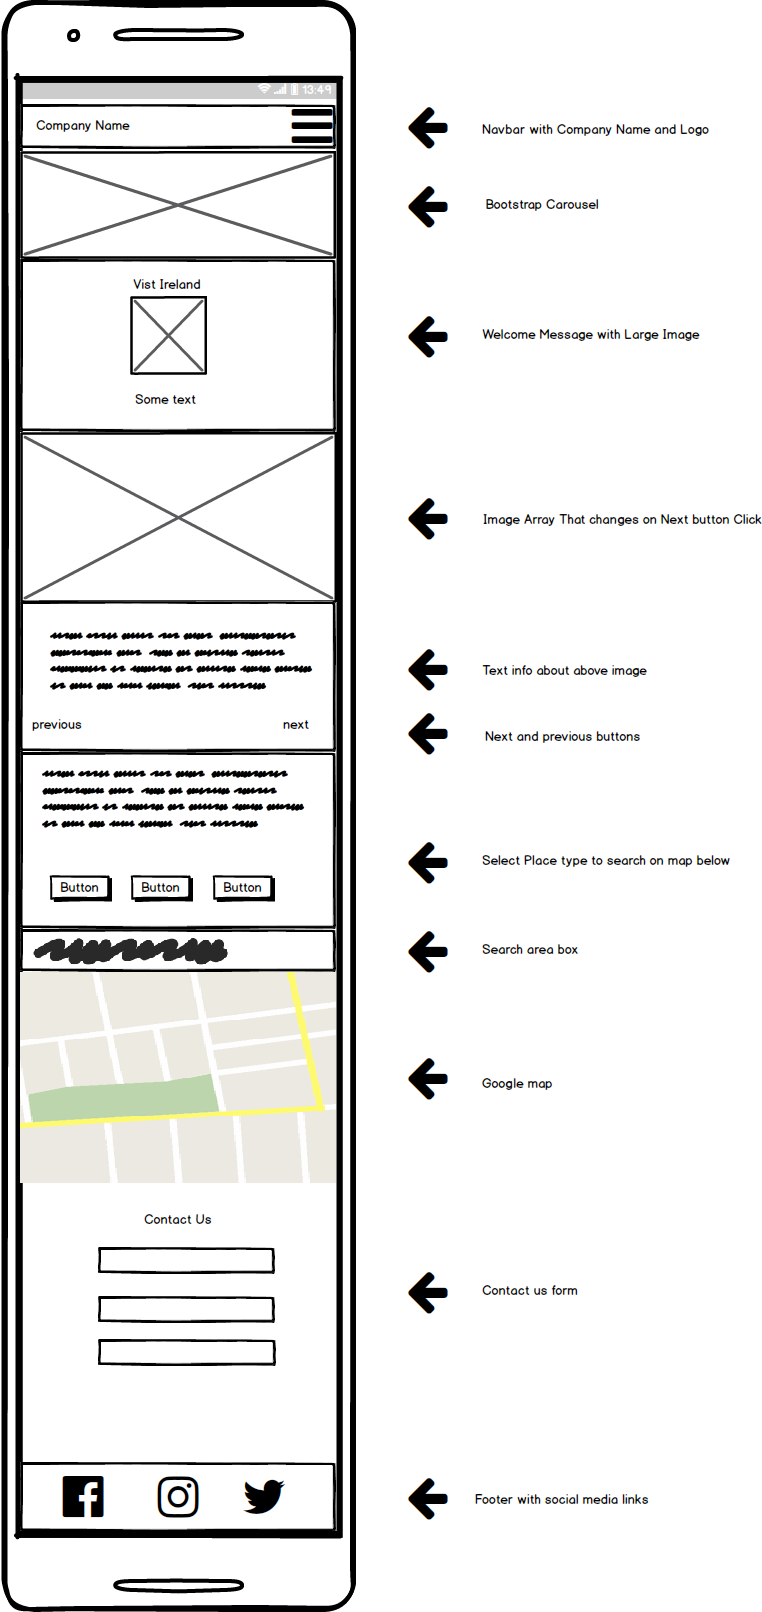 13:49
Company Name
Navbar with Company Name and Logo
Bootstrap Carousel
Vist Ireland
Welcome Message with Large Image
Some text
Image Array That changes on Next button Click
Text info about above image
previous
next
Next and previous buttons
Select Place type to search on map below
Button
Button
Button
Search area box
Google map
Contact Us
Contact us form
Footer with social media links